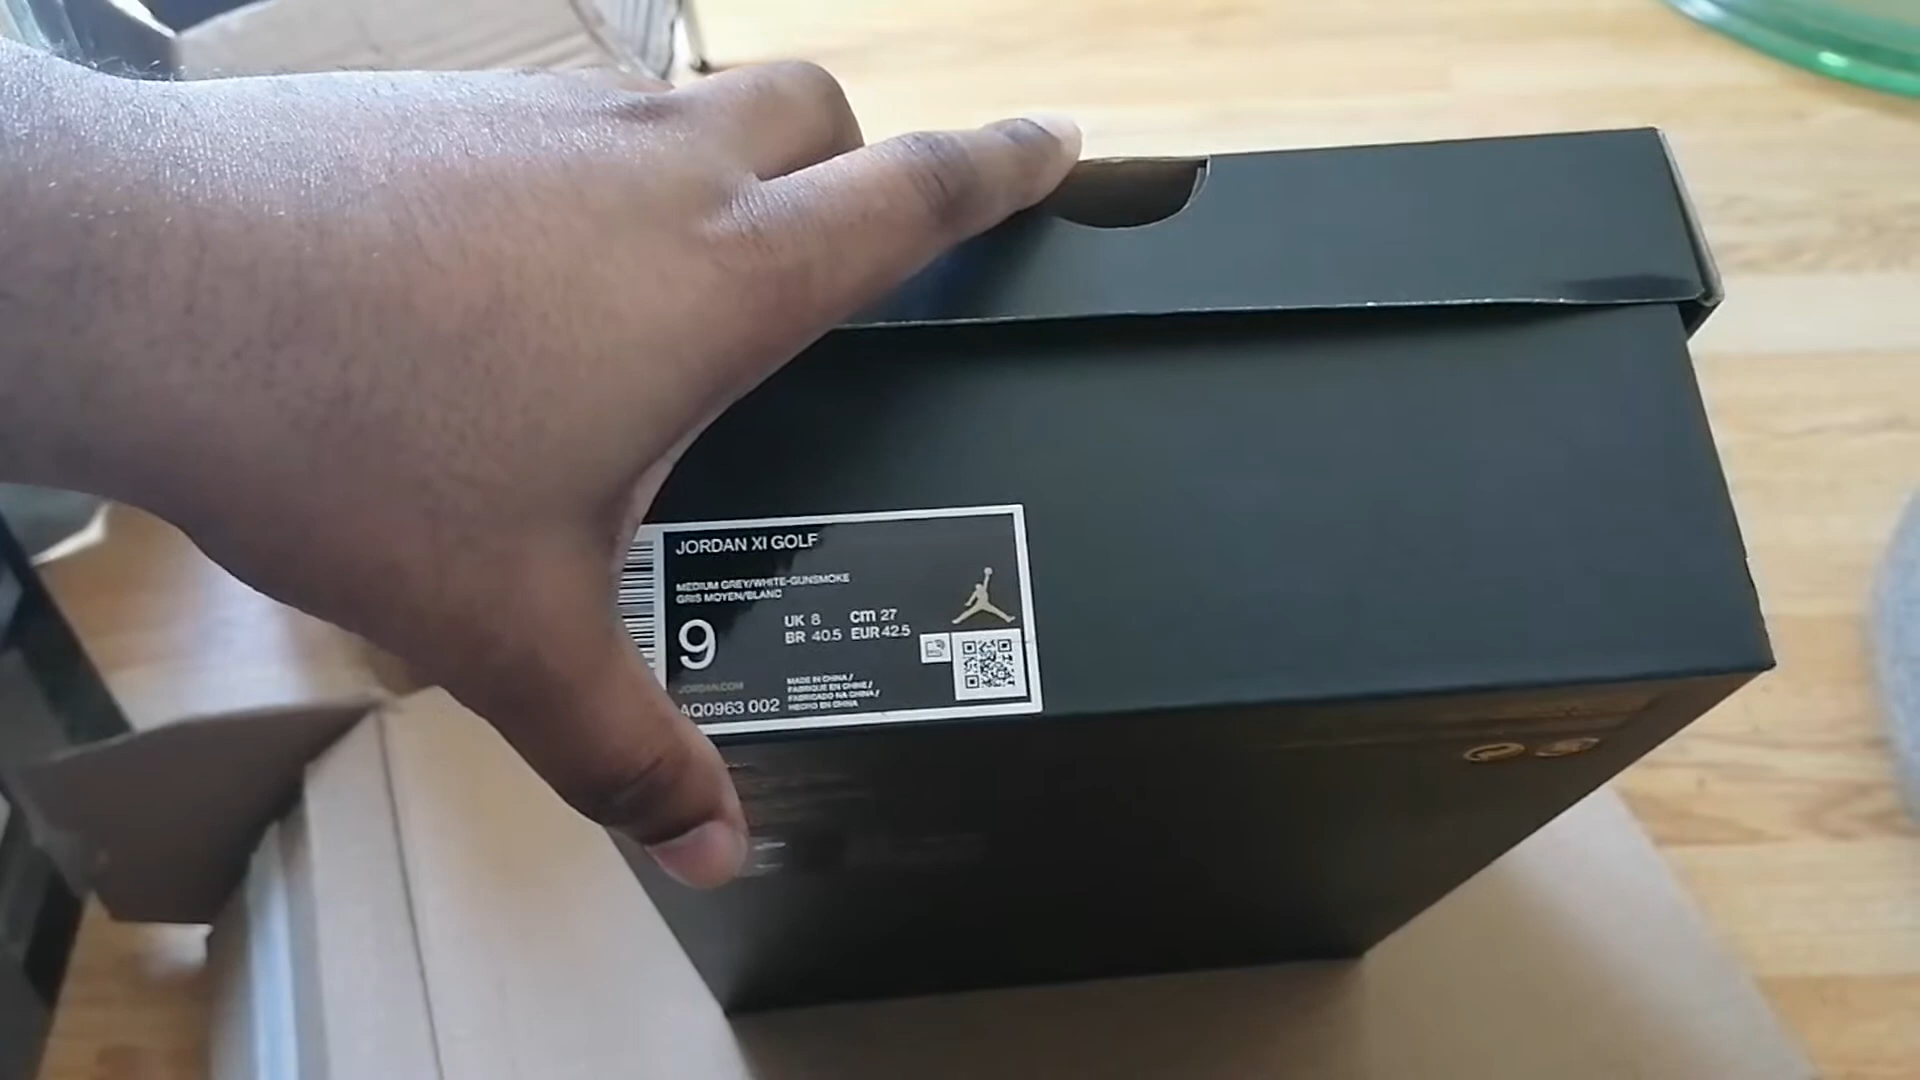 JORDAN XI GOLF
MEDIUM GREY/WHITE-GUNSMOKE
GRIS MOYEN/BLANC
9
UK 8 cm 27
BR 40.5 EUR 42.5
JORDAN.COM
AQ0963 002
MADE IN CHINA /
FABRIQUE EN CHINE /
FABRICADO NA CHINA /
HECHO EN CHINA